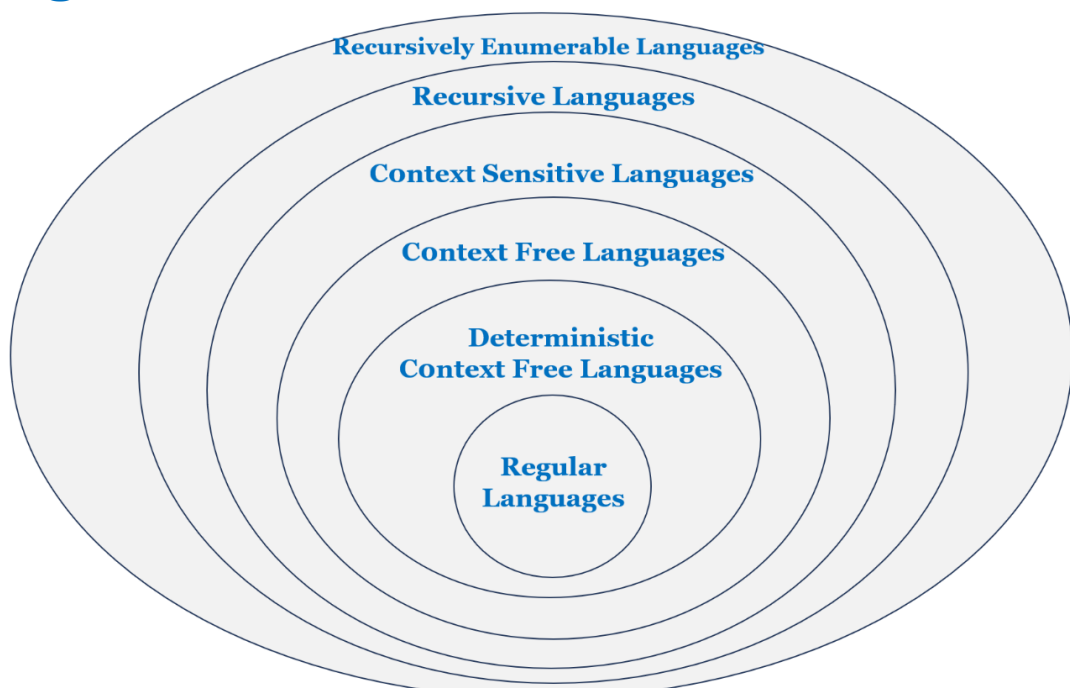 Recursively Enumerable Languages
Recursive Languages
Context Sensitive Languages
Context Free Languages
Deterministic
Context Free Languages
Regular
Languages